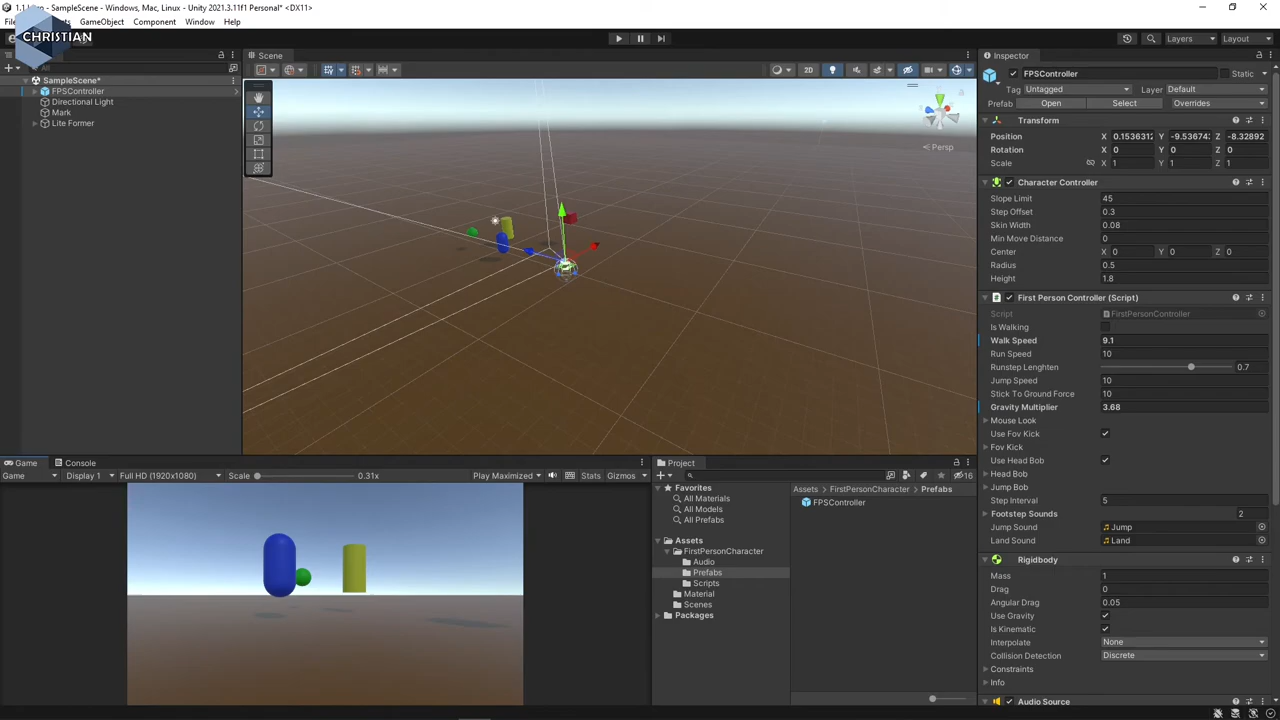 1.1.1 - SampleScene - Windows, Mac, Linux - Unity 2021.3.11f1 Personal* <DX11>
GameObject Component Window Help
CHRISTIAN
Layers Layout
All
SampleScene*
FPSController
Directional Light
Mark
Lite Former
Scene
2D
Persp
Inspector
FPSController Static
Tag Untagged Layer Default
Prefab Open Select Overrides
Transform
Position X 0.1536312 Y -9.53674 Z -8.32892
Rotation X 0 Y 0 Z 0
Scale X 1 Y 1 Z 1
Character Controller
Slope Limit 45
Step Offset 0.3
Skin Width 0.08
Min Move Distance 0
Center X 0 Y 0 Z 0
Radius 0.5
Height 1.8
First Person Controller (Script)
Script FirstPersonController
Is Walking
Walk Speed 9.1
Run Speed 10
Runstep Lenghten 0.7
Jump Speed 10
Stick To Ground Force 10
Gravity Multiplier 3.68
Mouse Look
Use Fov Kick
Fov Kick
Use Head Bob
Head Bob
Jump Bob
Step Interval 5
Footstep Sounds 2
Jump Sound Jump
Land Sound Land
Rigidbody
Mass 1
Drag 0
Angular Drag 0.05
Use Gravity
Is Kinematic
Interpolate None
Collision Detection Discrete
Constraints
Info
Audio Source
Game Console
Game Display 1 Full HD (1920x1080) Scale 0.31x Play Maximized Stats Gizmos
Project
16
Favorites
All Materials
All Models
All Prefabs
Assets
FirstPersonCharacter
Audio
Prefabs
Scripts
Material
Scenes
Packages
Assets > FirstPersonCharacter > Prefabs
FPSController